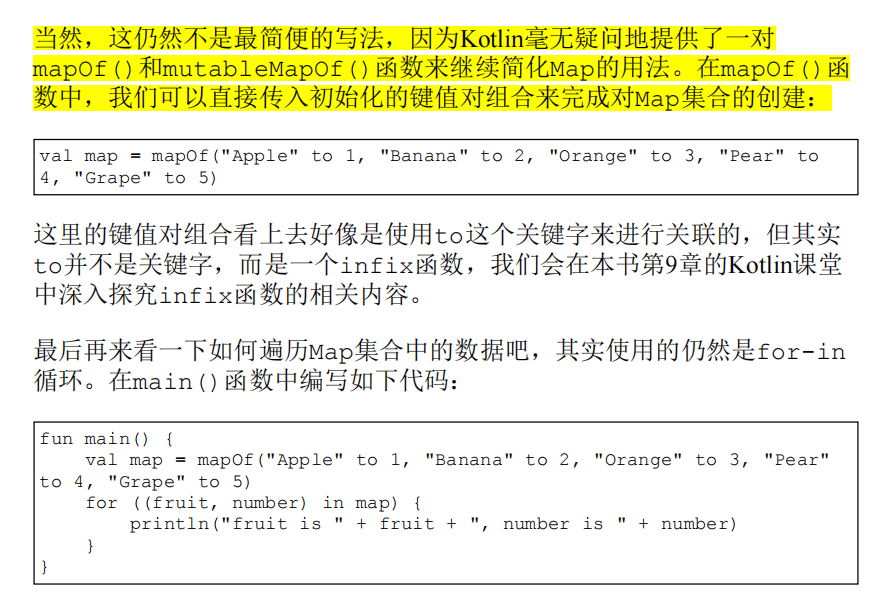 当然，这仍然不是最简便的写法，因为Kotlin毫无疑问地提供了一对
mapOf()和mutableMapOf()函数来继续简化Map的用法。在mapOf()函
数中，我们可以直接传入初始化的键值对组合来完成对Map集合的创建：
val map = mapOf("Apple" to 1, "Banana" to 2, "Orange" to 3, "Pear" to
4, "Grape" to 5)
这里的键值对组合看上去好像是使用to这个关键字来进行关联的，但其实
to并不是关键字，而是一个infix函数，我们会在本书第9章的Kotlin课堂
中深入探究infix函数的相关内容。
最后再来看一下如何遍历Map集合中的数据吧，其实使用的仍然是for-in
循环。在main()函数中编写如下代码：
fun main() {
    val map = mapOf("Apple" to 1, "Banana" to 2, "Orange" to 3, "Pear"
to 4, "Grape" to 5)
    for ((fruit, number) in map) {
        println("fruit is " + fruit + ", number is " + number)
    }
}